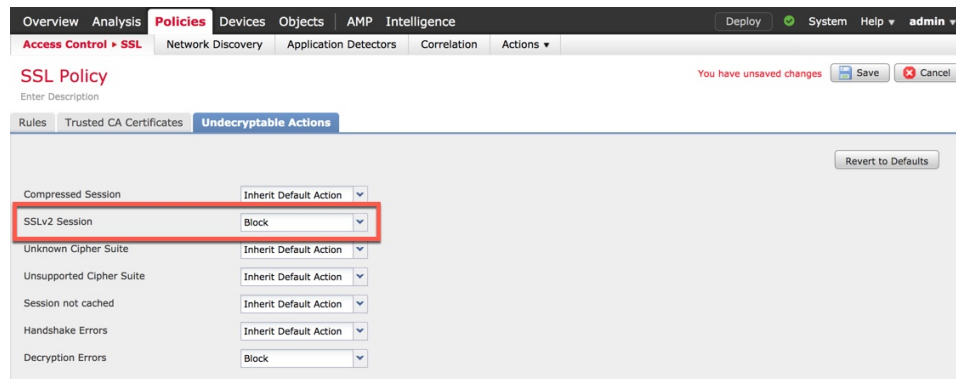 Overview Analysis Policies Devices Objects AMP Intelligence Deploy System Help admin
Access Control ▸ SSL Network Discovery Application Detectors Correlation Actions ▾
SSL Policy
You have unsaved changes Save Cancel
Enter Description
Rules Trusted CA Certificates Undecryptable Actions
Revert to Defaults
Compressed Session Inherit Default Action
SSLv2 Session Block
Unknown Cipher Suite Inherit Default Action
Unsupported Cipher Suite Inherit Default Action
Session not cached Inherit Default Action
Handshake Errors Inherit Default Action
Decryption Errors Block